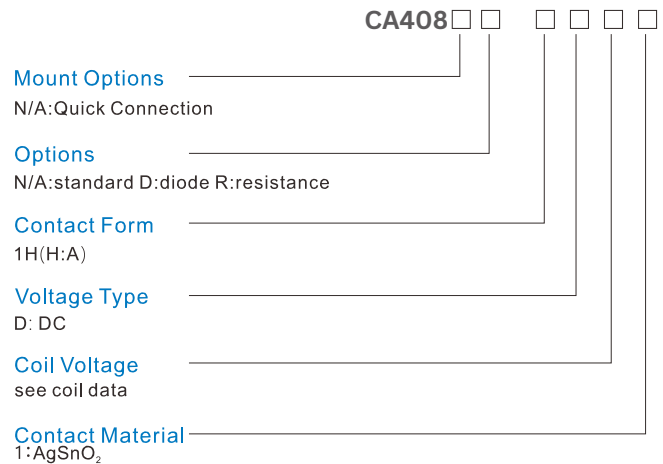 CA408□□ □□□□
Mount Options
N/A:Quick Connection
Options
N/A:standard D:diode R:resistance
Contact Form
1H(H:A)
Voltage Type
D: DC
Coil Voltage
see coil data
Contact Material
1:AgSnO₂